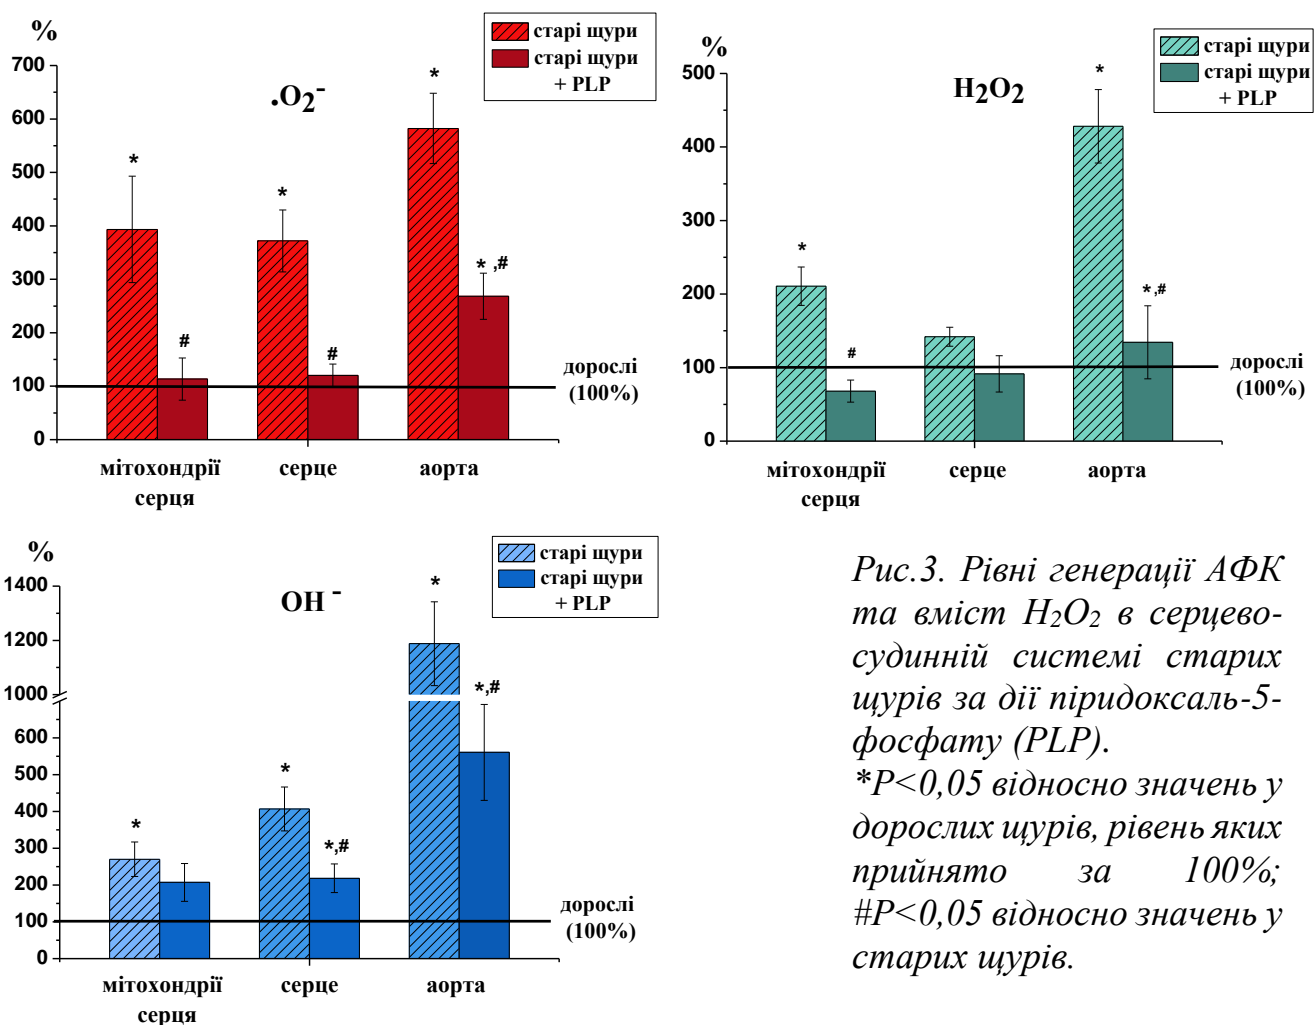 %
старі щури
старі щури
+ PLP
.O2-
700
600
500
400
300
200
100
0
*
#
*
#
*
* ,#
дорослі
(100%)
мітохондрії
серця
серце
аорта
%
старі щури
старі щури
+ PLP
H2O2
500
400
300
200
100
0
*
#
*
*,#
дорослі
(100%)
мітохондрії
серця
серце
аорта
%
старі щури
старі щури
+ PLP
OH -
1400
1200
1000
600
500
400
300
200
100
0
*
*
*,#
*
*,#
дорослі
(100%)
мітохондрії
серця
серце
аорта
Рис.3. Рівні генерації АФК
та вміст H2O2 в серцево-
судинній системі старих
щурів за дії піридоксаль-5-
фосфату (PLP).
*P<0,05 відносно значень у
дорослих щурів, рівень яких
прийнято за 100%;
#P<0,05 відносно значень у
старих щурів.